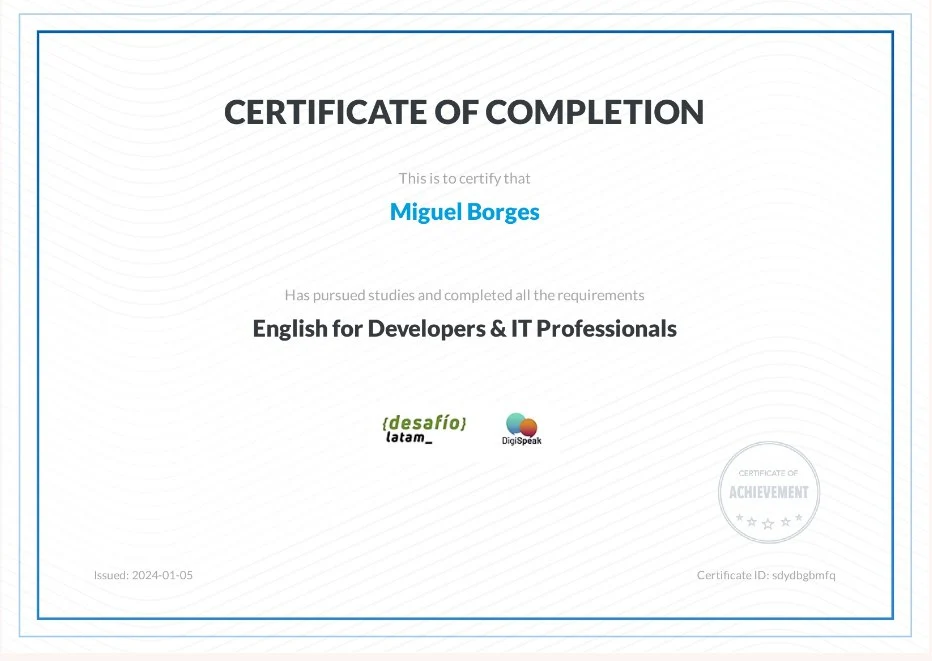 CERTIFICATE OF COMPLETION
This is to certify that
Miguel Borges
Has pursued studies and completed all the requirements
English for Developers & IT Professionals
{desafío}
latam_
DigiSpeak
CERTIFICATE OF
ACHIEVEMENT
Issued: 2024-01-05
Certificate ID: sdydbgbmfq